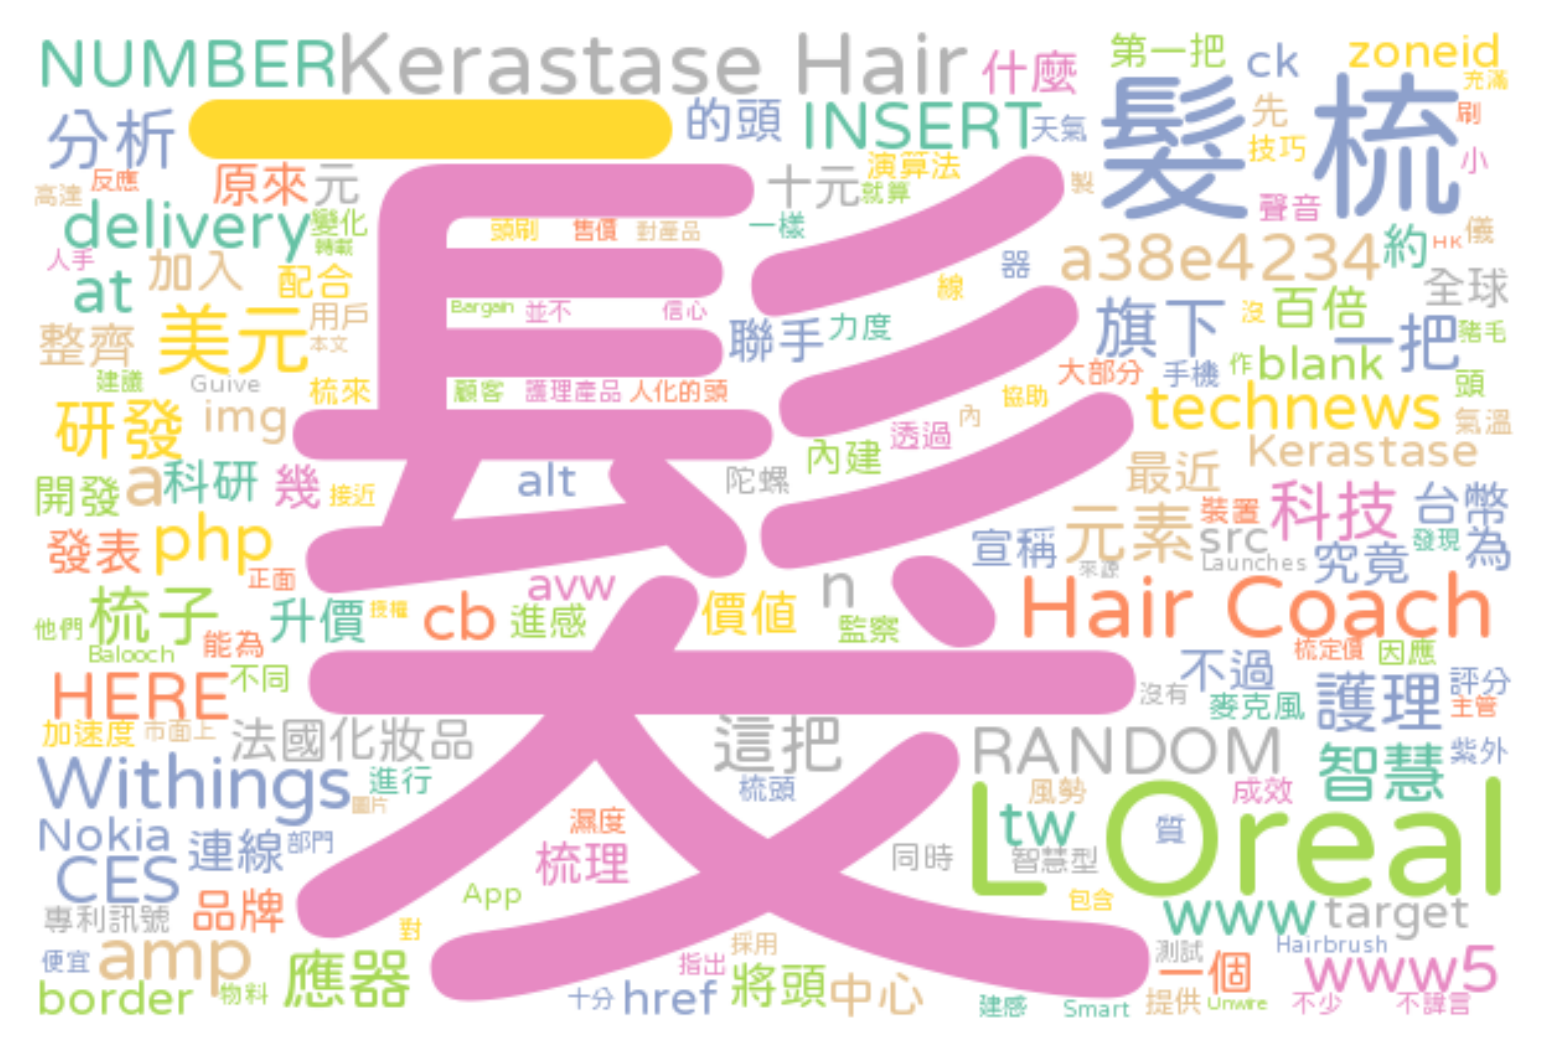 NUMBER Kerastase Hair 什麼 第一把 ck zoneid
充滿
分析 一 的頭 INSERT 天氣 髮梳 先 刷
技巧 小
高達 反應 原來 元 十元 演算法 就算 製 聲音
delivery 變化 轉載 頭刷 售價 對產品 一樣 儀
人手 加入 配合 器 a38e4234 約 HK
at 線 全球
美元 用戶 Bargain 並不 信心 聯手 力度 旗下 沒 百倍 一把 豬毛
整齊 本文
建議 Guive 梳來 顧客 護理產品 人化的頭 大部分 手機 作 blank 頭
研發 img 髮 協助 technews 氣溫
內 透過 內建 Kerastase
開發 a 科研 幾 接近 alt 陀螺 最近
發表 php 宣稱 元素 裝置 科技 台幣
src 發現 為
正面 avw n 來源 Launches 究竟
他們 梳子 升價 授權 cb 進感 價值 監察 Hair Coach
Balooch 能為 梳定價 因應
HERE 不同 沒有 不過 護理 評分
麥克風 主管
加速度 市面上 法國化妝品 這把 RANDOM 智慧 紫外
Withings 進行 圖片 梳頭 風勢 成效
Nokia 連線 部門 濕度 tw L Oreal 質
CES 梳理 同時 智慧型
專利訊號 品牌 App 包含 www target
對
便宜 amp 應器 採用 測試 Hairbrush
指出 一個 www5
border 物料 十分 href 將頭 中心 建感 Smart 提供 Unwire 不少 不諱言